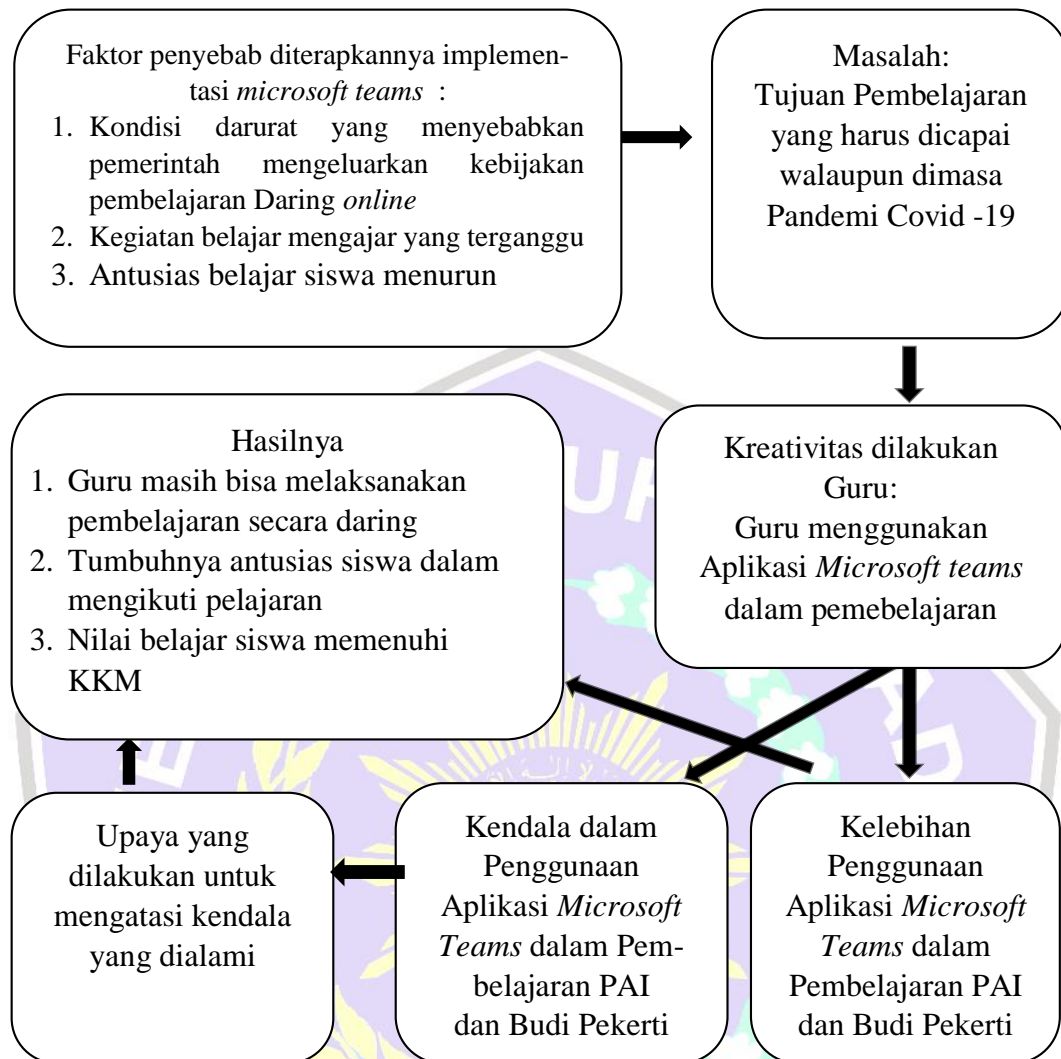 Faktor penyebab diterapkannya implemen-
tasi microsoft teams :
1. Kondisi darurat yang menyebabkan
pemerintah mengeluarkan kebijakan
pembelajaran Daring online
2. Kegiatan belajar mengajar yang terganggu
3. Antusias belajar siswa menurun
Masalah:
Tujuan Pembelajaran
yang harus dicapai
walaupun dimasa
Pandemi Covid -19
Kreativitas dilakukan
Guru:
Guru menggunakan
Aplikasi Microsoft teams
dalam pemebelajaran
Hasilnya
1. Guru masih bisa melaksanakan
pembelajaran secara daring
2. Tumbuhnya antusias siswa dalam
mengikuti pelajaran
3. Nilai belajar siswa memenuhi
KKM
Upaya yang
dilakukan untuk
mengatasi kendala
yang dialami
Kendala dalam
Penggunaan
Aplikasi Microsoft
Teams dalam Pem-
belajaran PAI
dan Budi Pekerti
Kelebihan
Penggunaan
Aplikasi Microsoft
Teams dalam
Pembelajaran PAI
dan Budi Pekerti